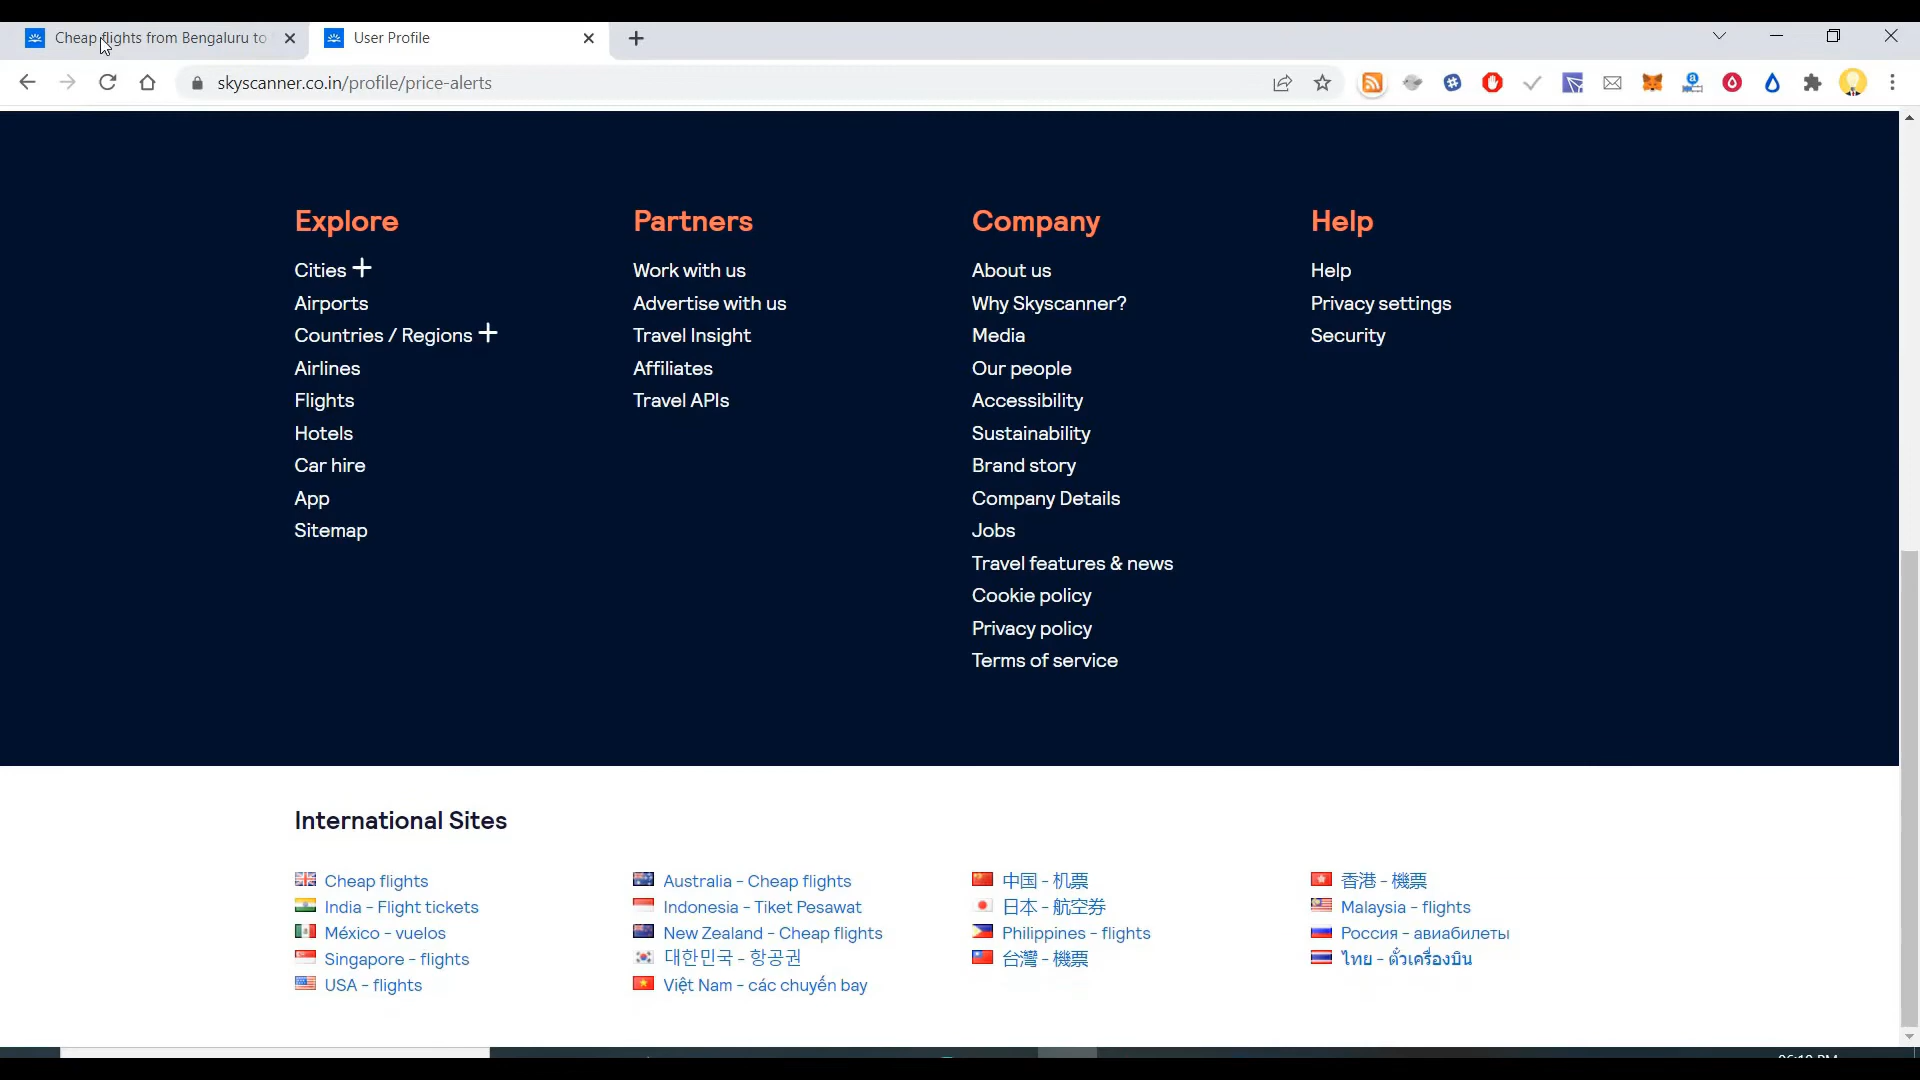 Cheap flights from Bengaluru to
User Profile
skyscanner.co.in/profile/price-alerts
Explore
Cities
Airports
Countries / Regions
Airlines
Flights
Hotels
Car hire
App
Sitemap
Partners
Work with us
Advertise with us
Travel Insight
Affiliates
Travel APIs
Company
About us
Why Skyscanner?
Media
Our people
Accessibility
Sustainability
Brand story
Company Details
Jobs
Travel features & news
Cookie policy
Privacy policy
Terms of service
Help
Help
Privacy settings
Security
International Sites
Cheap flights
India - Flight tickets
México - vuelos
Singapore - flights
USA - flights
Australia - Cheap flights
Indonesia - Tiket Pesawat
New Zealand - Cheap flights
대한민국 - 항공권
Việt Nam - các chuyến bay
中国 - 机票
日本 - 航空券
Philippines - flights
台灣 - 機票
香港 - 機票
Malaysia - flights
Россия - авиабилеты
ไทย - ตั๋วเครื่องบิน